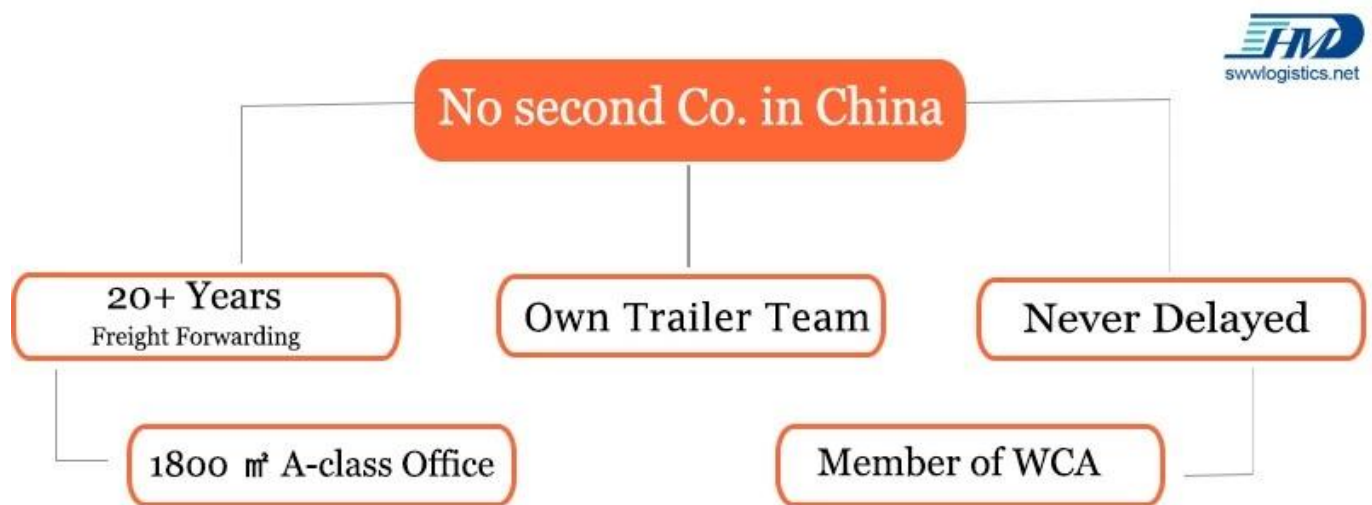 HMD
swwlogistics.net
No second Co. in China
20+ Years
Freight Forwarding
Own Trailer Team
Never Delayed
1800 ㎡ A-class Office
Member of WCA